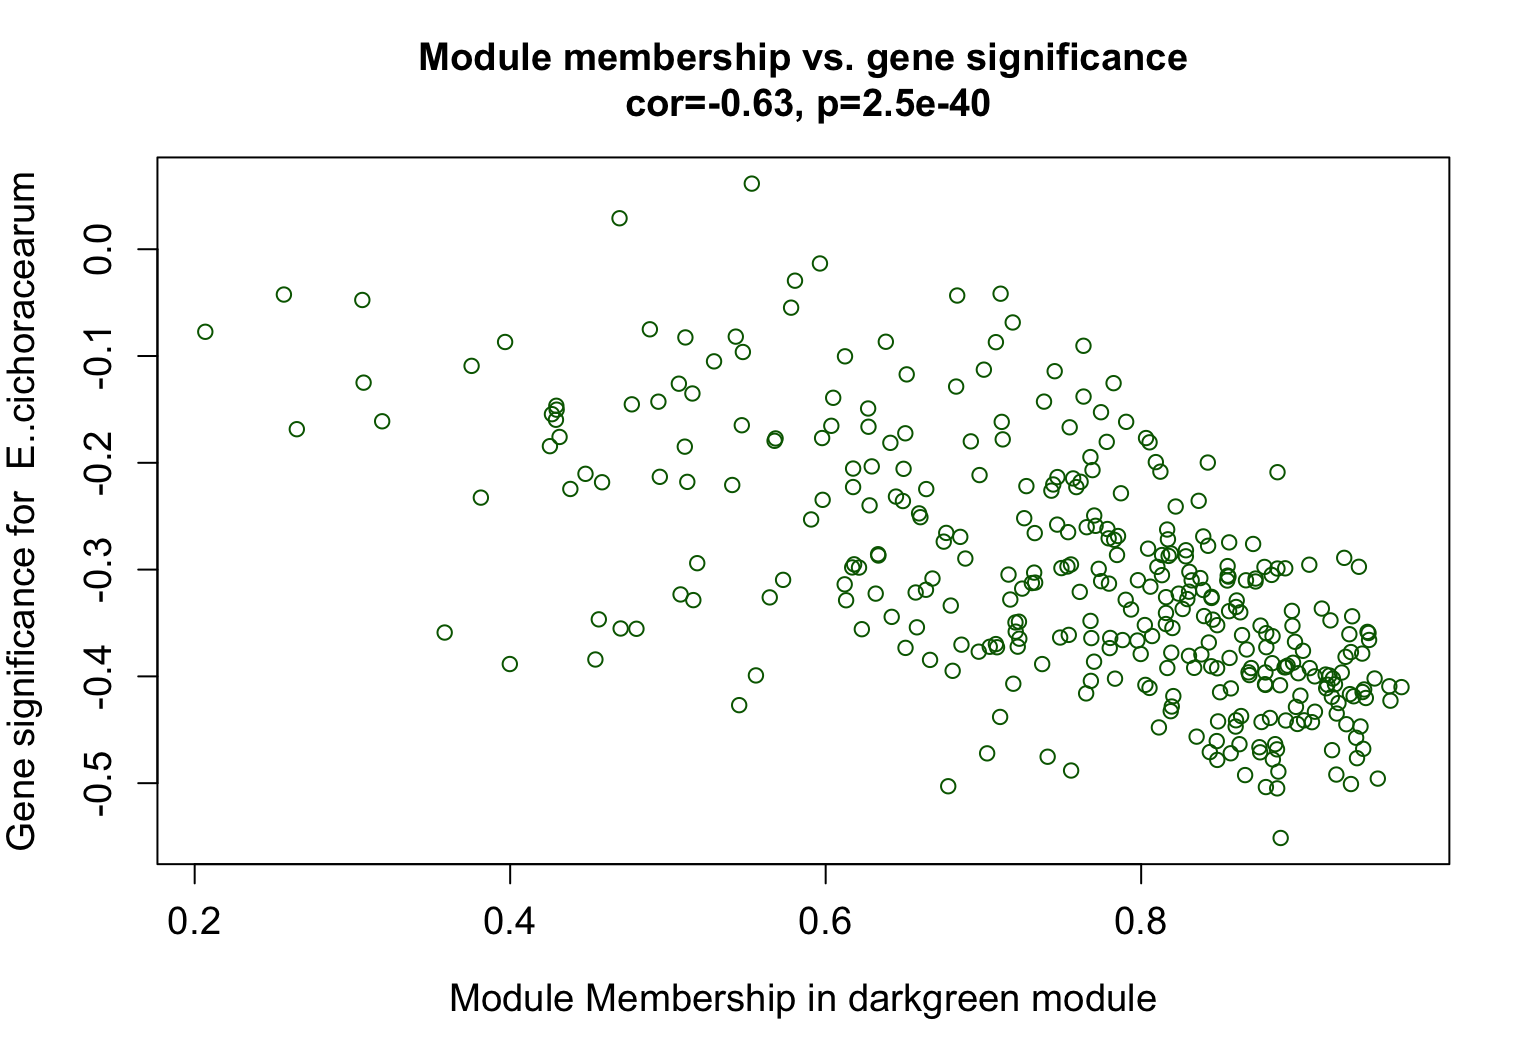 Module membership vs. gene significance
cor=-0.63, p=2.5e-40
Gene significance for  E..cichoracearum
0.0
-0.1
-0.2
-0.3
-0.4
-0.5
0.2
0.4
0.6
0.8
Module Membership in darkgreen module